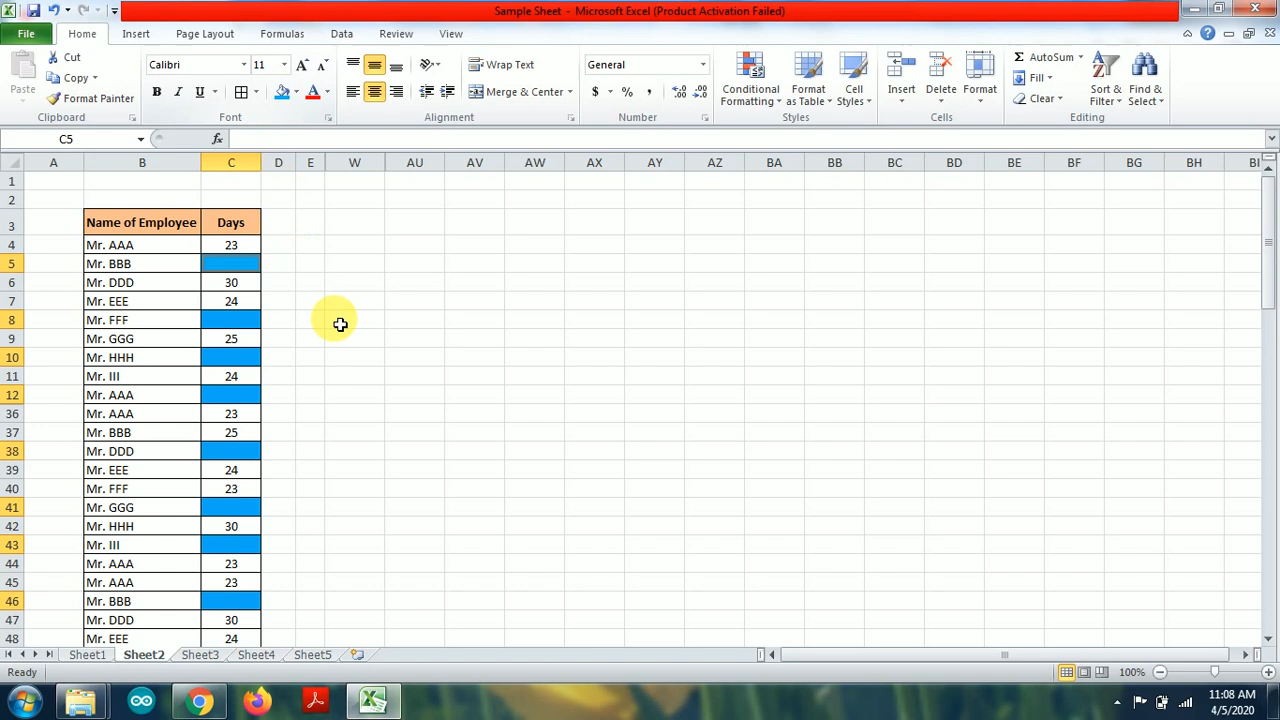 Sample Sheet - Microsoft Excel (Product Activation Failed)
File Home Insert Page Layout Formulas Data Review View
Paste Cut Copy Format Painter
Calibri 11
B I U A
Wrap Text
Merge & Center
General
$ % ,
Conditional Formatting Format as Table Cell Styles
Insert Delete Format
Σ AutoSum Fill Clear
Sort & Filter Find & Select
Clipboard Font Alignment Number Styles Cells Editing
C5 fx
A B C D E W AU AV AW AX AY AZ BA BB BC BD BE BF BG BH BI
1
2
3 Name of Employee Days
4 Mr. AAA 23
5 Mr. BBB
6 Mr. DDD 30
7 Mr. EEE 24
8 Mr. FFF
9 Mr. GGG 25
10 Mr. HHH
11 Mr. III 24
12 Mr. AAA
36 Mr. AAA 23
37 Mr. BBB 25
38 Mr. DDD
39 Mr. EEE 24
40 Mr. FFF 23
41 Mr. GGG
42 Mr. HHH 30
43 Mr. III
44 Mr. AAA 23
45 Mr. AAA 23
46 Mr. BBB
47 Mr. DDD 30
48 Mr. EEE 24
Sheet1 Sheet2 Sheet3 Sheet4 Sheet5
Ready 100%
11:08 AM
4/5/2020